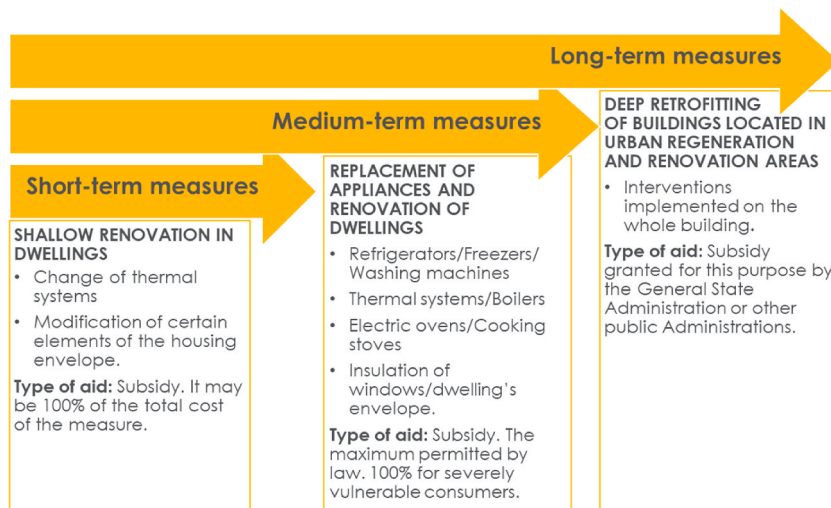 Long-term measures
Medium-term measures
Short-term measures
SHALLOW RENOVATION IN
DWELLINGS
• Change of thermal
systems
• Modification of certain
elements of the housing
envelope.
Type of aid: Subsidy. It may
be 100% of the total cost
of the measure.
REPLACEMENT OF
APPLIANCES AND
RENOVATION OF
DWELLINGS
• Refrigerators/Freezers/
Washing machines
• Thermal systems/Boilers
• Electric ovens/Cooking
stoves
• Insulation of
windows/dwelling's
envelope.
Type of aid: Subsidy. The
maximum permitted by
law. 100% for severely
vulnerable consumers.
DEEP RETROFITTING
OF BUILDINGS LOCATED IN
URBAN REGENERATION
AND RENOVATION AREAS
• Interventions
implemented on the
whole building.
Type of aid: Subsidy
granted for this purpose by
the General State
Administration or other
public Administrations.